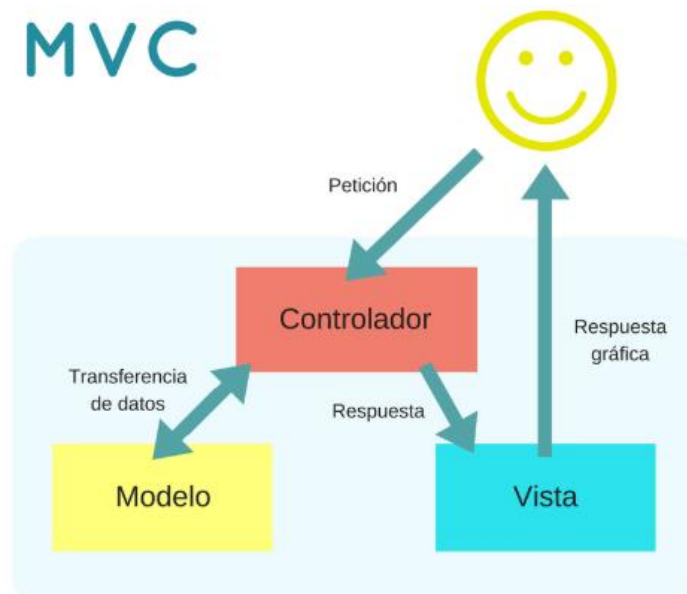 MVC
Petición
Controlador
Respuesta
gráfica
Transferencia
de datos
Respuesta
Modelo
Vista